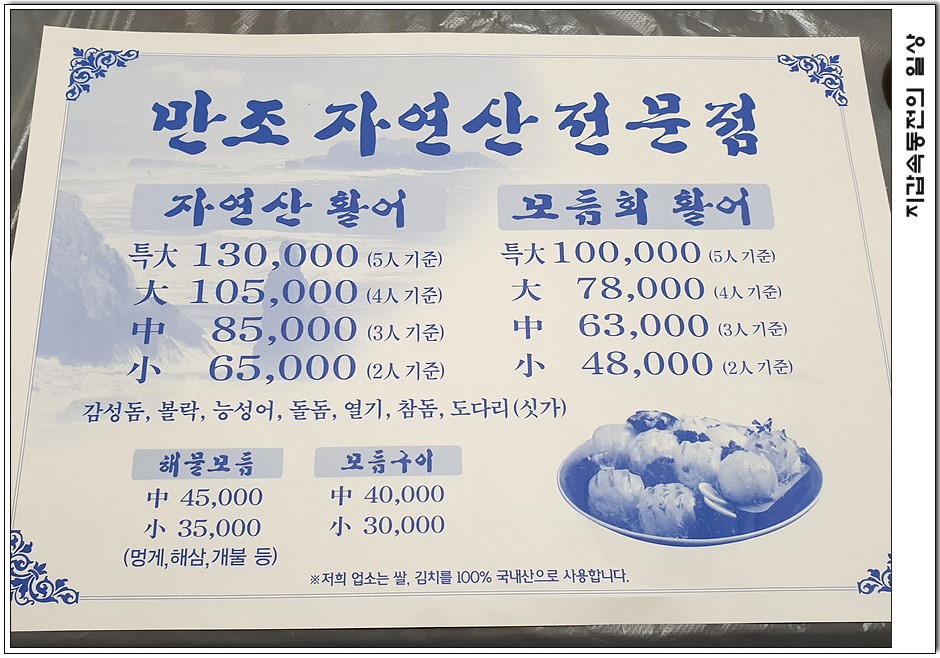 만조 자연산 전문점
자연산 활어
특大 130,000 (5人 기준)
大 105,000 (4人 기준)
中 85,000 (3人 기준)
小 65,000 (2人 기준)
모듬회 활어
특大 100,000 (5人 기준)
大 78,000 (4人 기준)
中 63,000 (3人 기준)
小 48,000 (2人 기준)
감성돔, 볼락, 능성어, 돌돔, 열기, 참돔, 도다리(싯가)
해물모듬
中 45,000
小 35,000
(멍게,해삼,개불 등)
모듬구이
中 40,000
小 30,000
※저희 업소는 쌀, 김치를 100% 국내산으로 사용합니다.
지남속동진의 일상